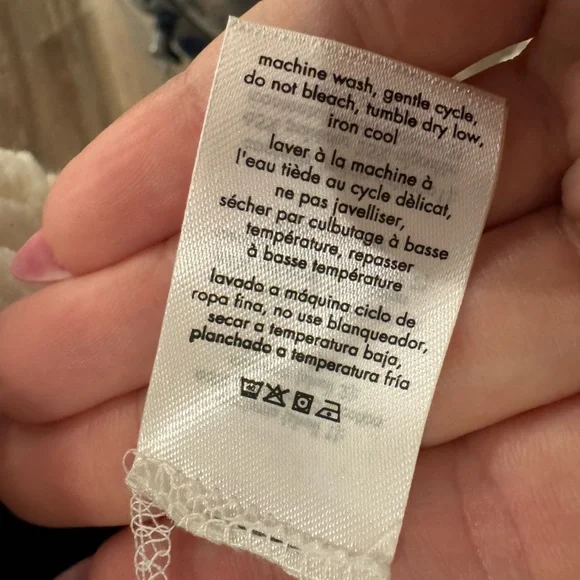 machine wash, gentle cycle,
do not bleach, tumble dry low,
iron cool
laver à la machine à
l'eau tiède au cycle dèlicat,
ne pas javelliser,
sécher par culbutage à basse
température, repasser
à basse température
lavado a máquina ciclo de
ropa fina, no use blanqueador,
secar a temperatura baja,
planchado a temperatura fría